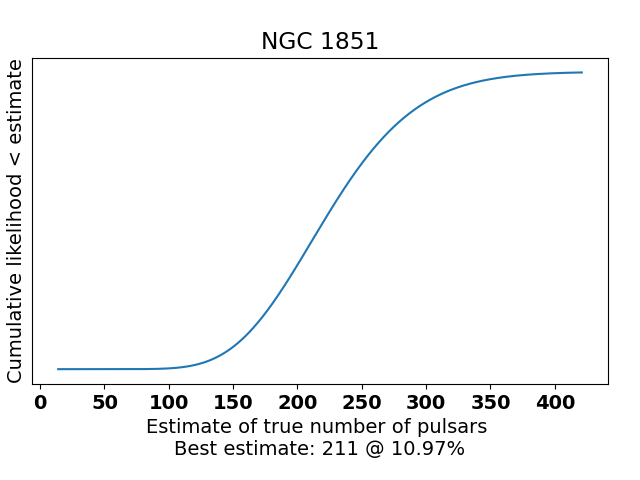 NGC 1851
Cumulative likelihood < estimate
0 50 100 150 200 250 300 350 400
Estimate of true number of pulsars
Best estimate: 211 @ 10.97%